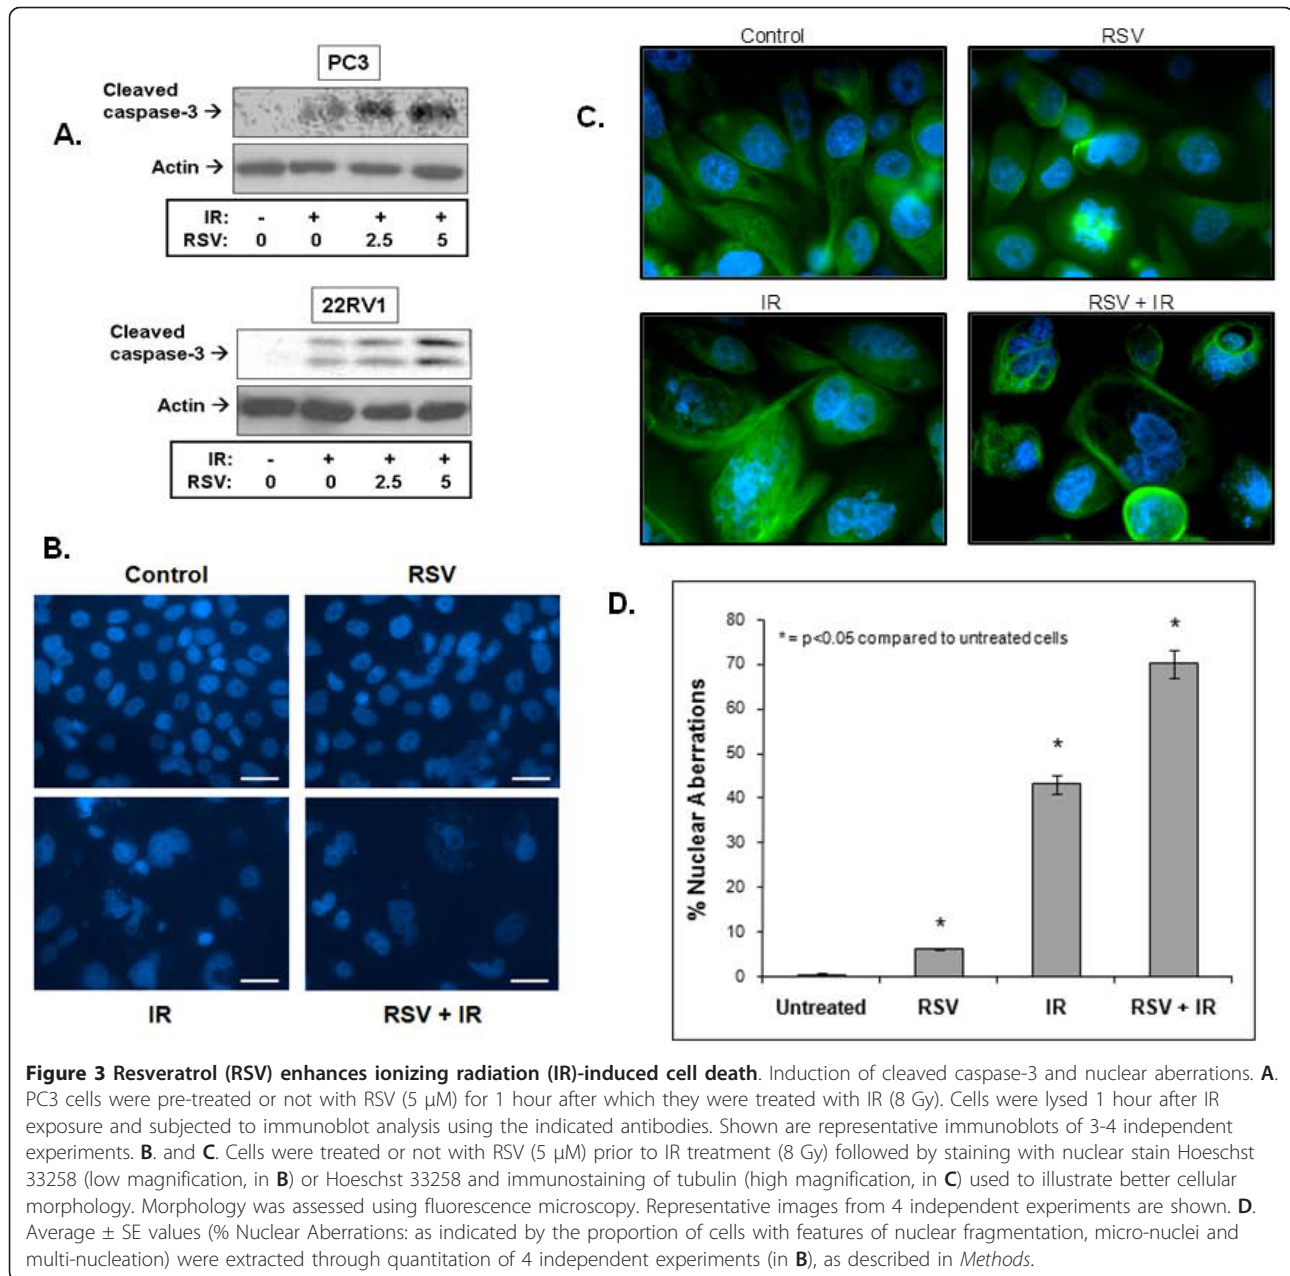 A.
PC3
Cleaved
caspase-3 →
Actin →
IR: - + + +
RSV: 0 0 2.5 5
22RV1
Cleaved
caspase-3 →
Actin →
IR: - + + +
RSV: 0 0 2.5 5
B.
Control RSV
IR RSV + IR
C.
Control RSV
IR RSV + IR
D.
* = p<0.05 compared to untreated cells
% Nuclear Aberrations
80
70
60
50
40
30
20
10
0
*
*
*
Untreated RSV IR RSV + IR
Figure 3 Resveratrol (RSV) enhances ionizing radiation (IR)-induced cell death. Induction of cleaved caspase-3 and nuclear aberrations. A.
PC3 cells were pre-treated or not with RSV (5 μM) for 1 hour after which they were treated with IR (8 Gy). Cells were lysed 1 hour after IR
exposure and subjected to immunoblot analysis using the indicated antibodies. Shown are representative immunoblots of 3-4 independent
experiments. B. and C. Cells were treated or not with RSV (5 μM) prior to IR treatment (8 Gy) followed by staining with nuclear stain Hoeschst
33258 (low magnification, in B) or Hoeschst 33258 and immunostaining of tubulin (high magnification, in C) used to illustrate better cellular
morphology. Morphology was assessed using fluorescence microscopy. Representative images from 4 independent experiments are shown. D.
Average ± SE values (% Nuclear Aberrations: as indicated by the proportion of cells with features of nuclear fragmentation, micro-nuclei and
multi-nucleation) were extracted through quantitation of 4 independent experiments (in B), as described in Methods.